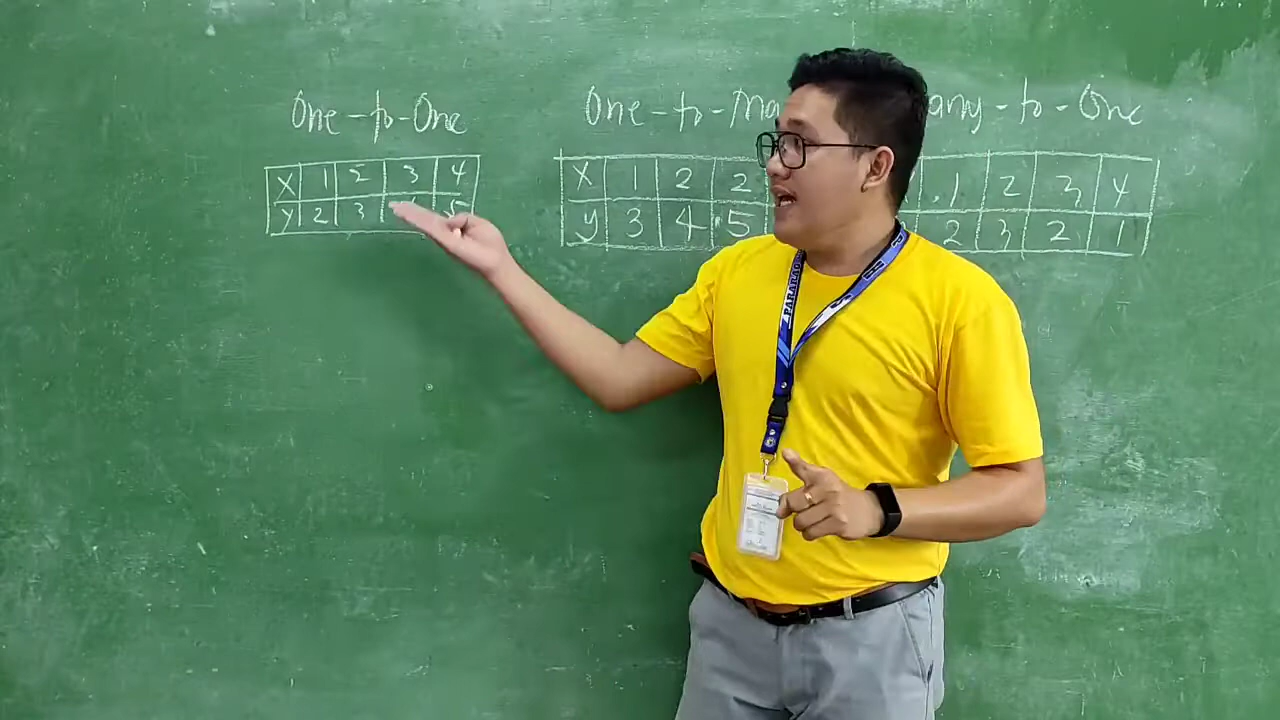 One-to-One
X 1 2 3 4
y 2 3 5
One-to-Ma
X 1 2 2
y 3 4 5
any-to-One
1 2 3 4
2 3 2 1